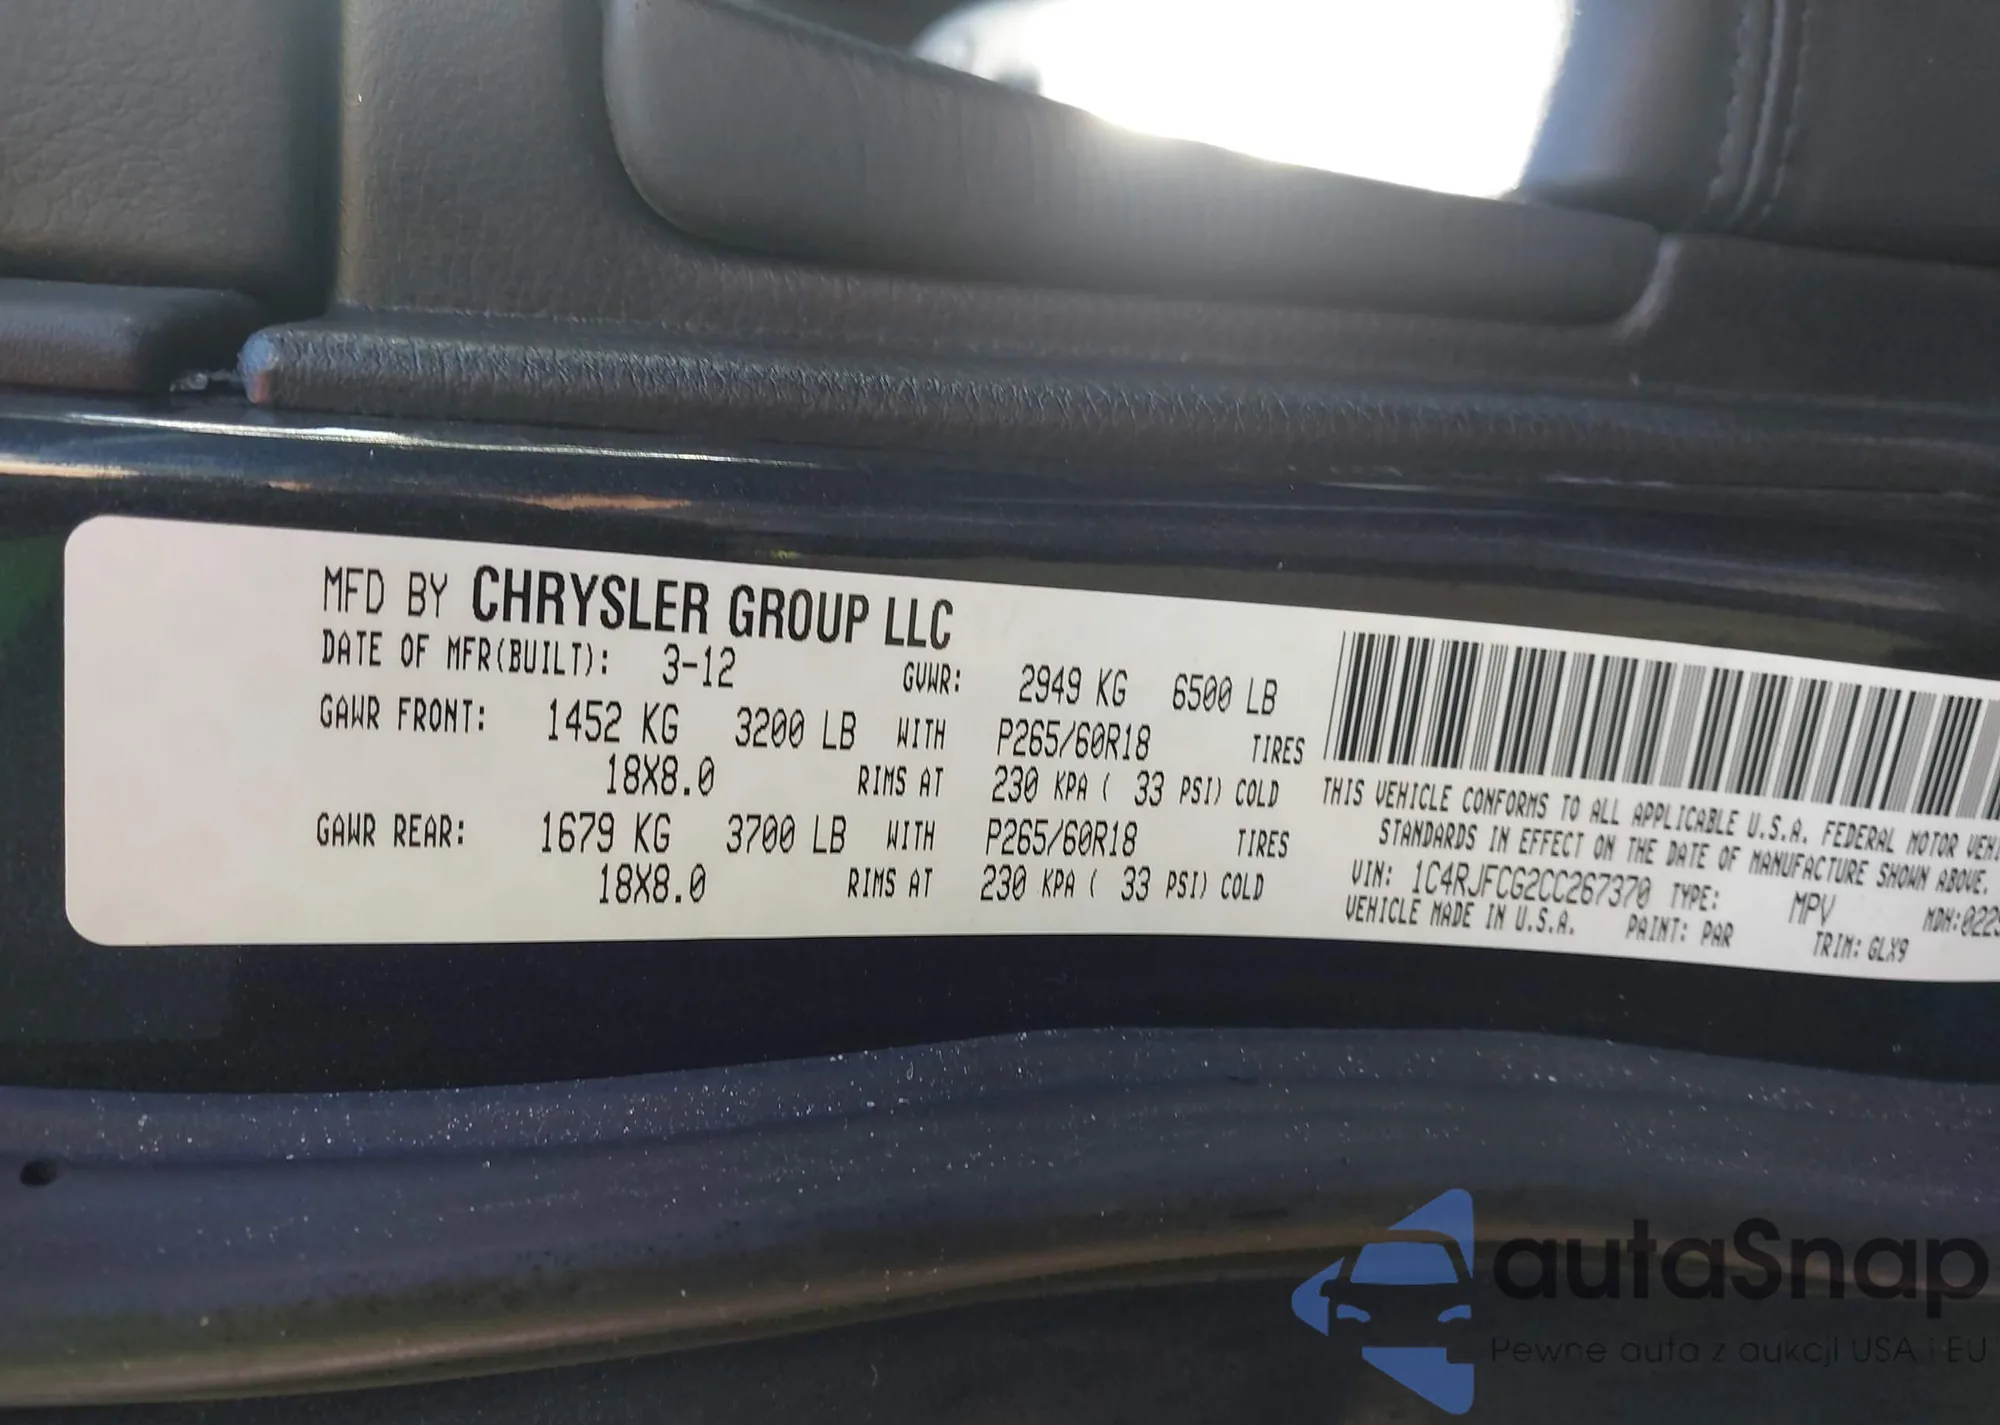 MFD BY CHRYSLER GROUP LLC
DATE OF MFR(BUILT): 3-12 GVWR: 2949 KG 6500 LB
GAWR FRONT: 1452 KG 3200 LB WITH P265/60R18 TIRES
18X8.0 RIMS AT 230 KPA ( 33 PSI) COLD
GAWR REAR: 1679 KG 3700 LB WITH P265/60R18 TIRES
18X8.0 RIMS AT 230 KPA ( 33 PSI) COLD
THIS VEHICLE CONFORMS TO ALL APPLICABLE U.S.A. FEDERAL MOTOR VEHI
STANDARDS IN EFFECT ON THE DATE OF MANUFACTURE SHOWN ABOVE.
VIN: 1C4RJFCG2CC267370 TYPE: MPV MDH:0229
VEHICLE MADE IN U.S.A. PAINT: PAR TRIM: GLX9
autaSnap
Pewne auta z aukcji USA i EU